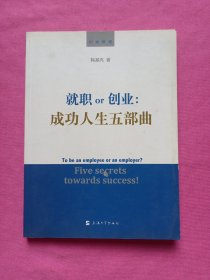 就职 or 创业：
成功人生五部曲
To be an employee or an employer?
Five secrets
towards success!